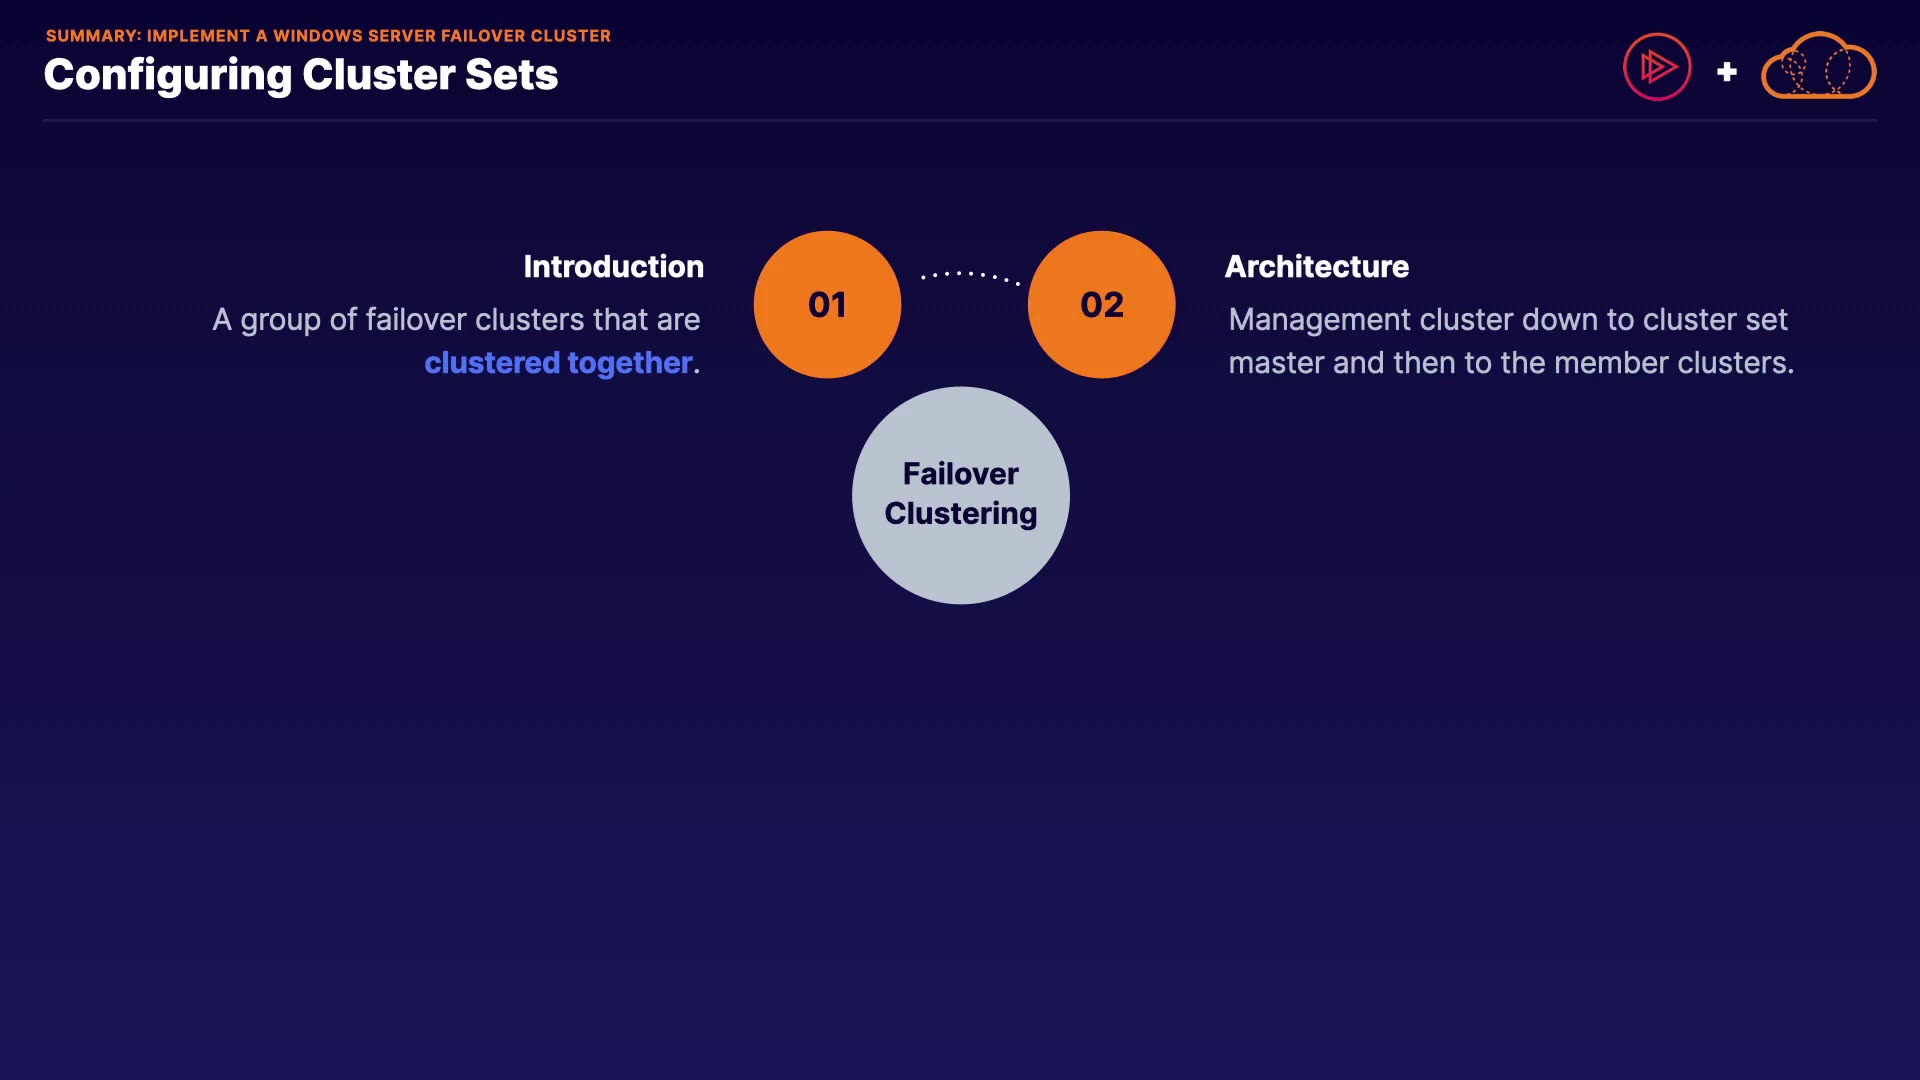 SUMMARY: IMPLEMENT A WINDOWS SERVER FAILOVER CLUSTER
Configuring Cluster Sets
+
Introduction
A group of failover clusters that are
clustered together.
01
02
Architecture
Management cluster down to cluster set
master and then to the member clusters.
Failover
Clustering